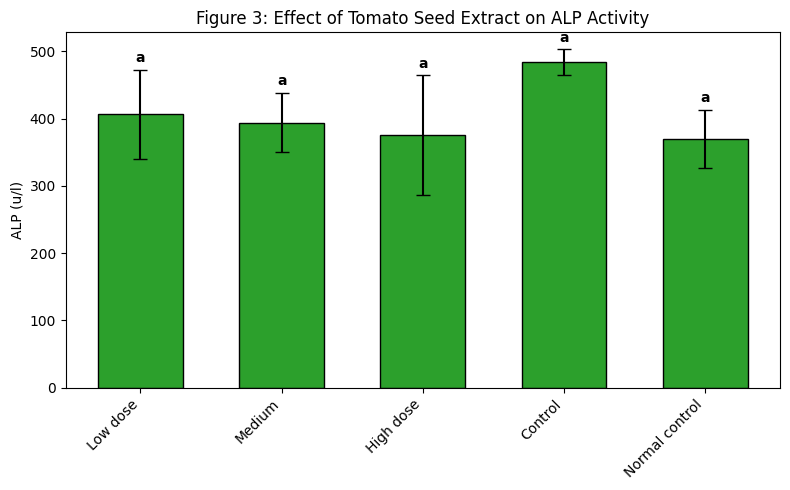 Figure 3: Effect of Tomato Seed Extract on ALP Activity
ALP (u/l)
500
400
300
200
100
0
a
a
a
a
a
Low dose
Medium
High dose
Control
Normal control